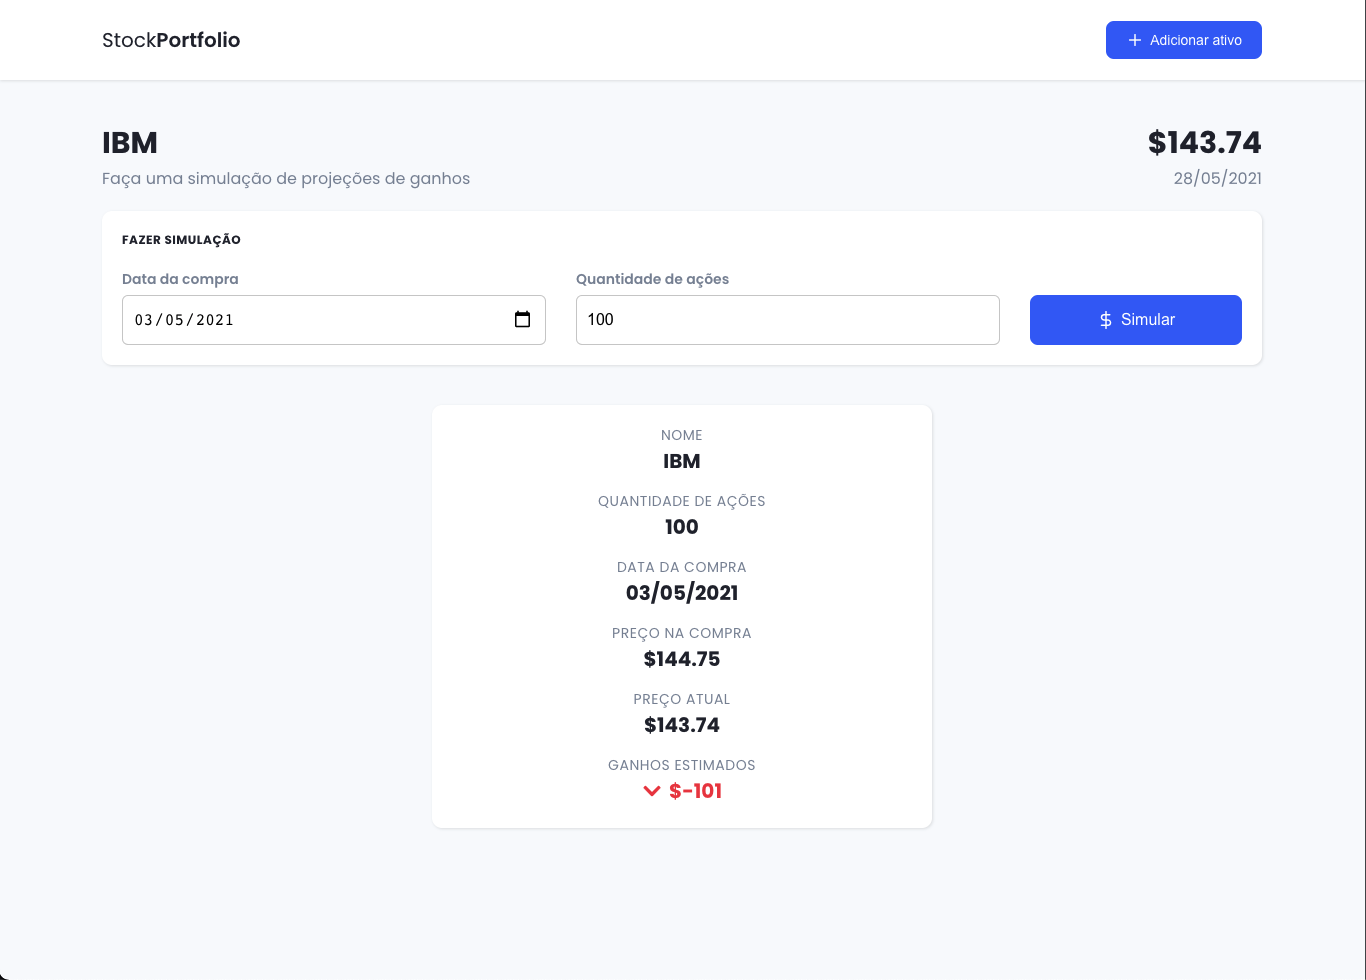 StockPortfolio
Adicionar ativo
IBM
$143.74
Faça uma simulação de projeções de ganhos
28/05/2021
FAZER SIMULAÇÃO
Data da compra
Quantidade de ações
03/05/2021
100
Simular
NOME
IBM
QUANTIDADE DE AÇÕES
100
DATA DA COMPRA
03/05/2021
PREÇO NA COMPRA
$144.75
PREÇO ATUAL
$143.74
GANHOS ESTIMADOS
$-101